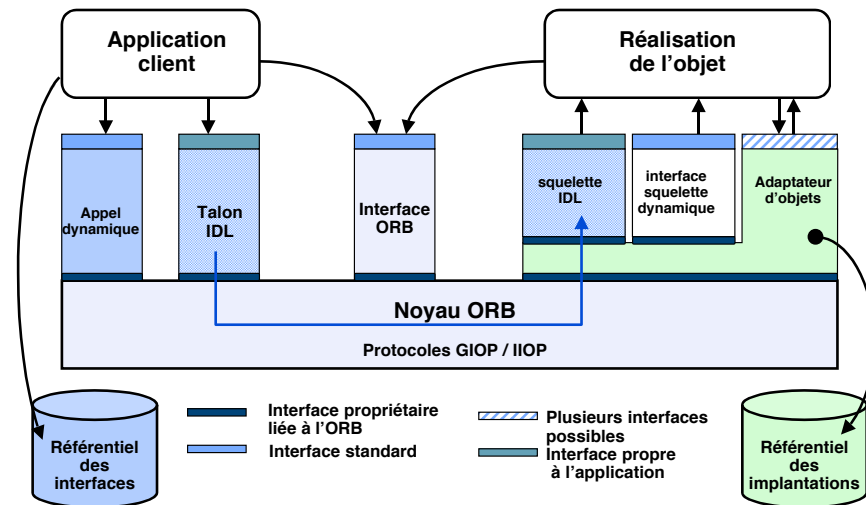 Application
client
Réalisation
de l'objet
Appel
dynamique
Talon
IDL
Interface
ORB
squelette
IDL
interface
squelette
dynamique
Adaptateur
d'objets
Noyau ORB
Protocoles GIOP / IIOP
Référentiel
des
interfaces
Interface propriétaire
liée à l'ORB
Interface standard
Plusieurs interfaces
possibles
Interface propre
à l'application
Référentiel
des
implantations